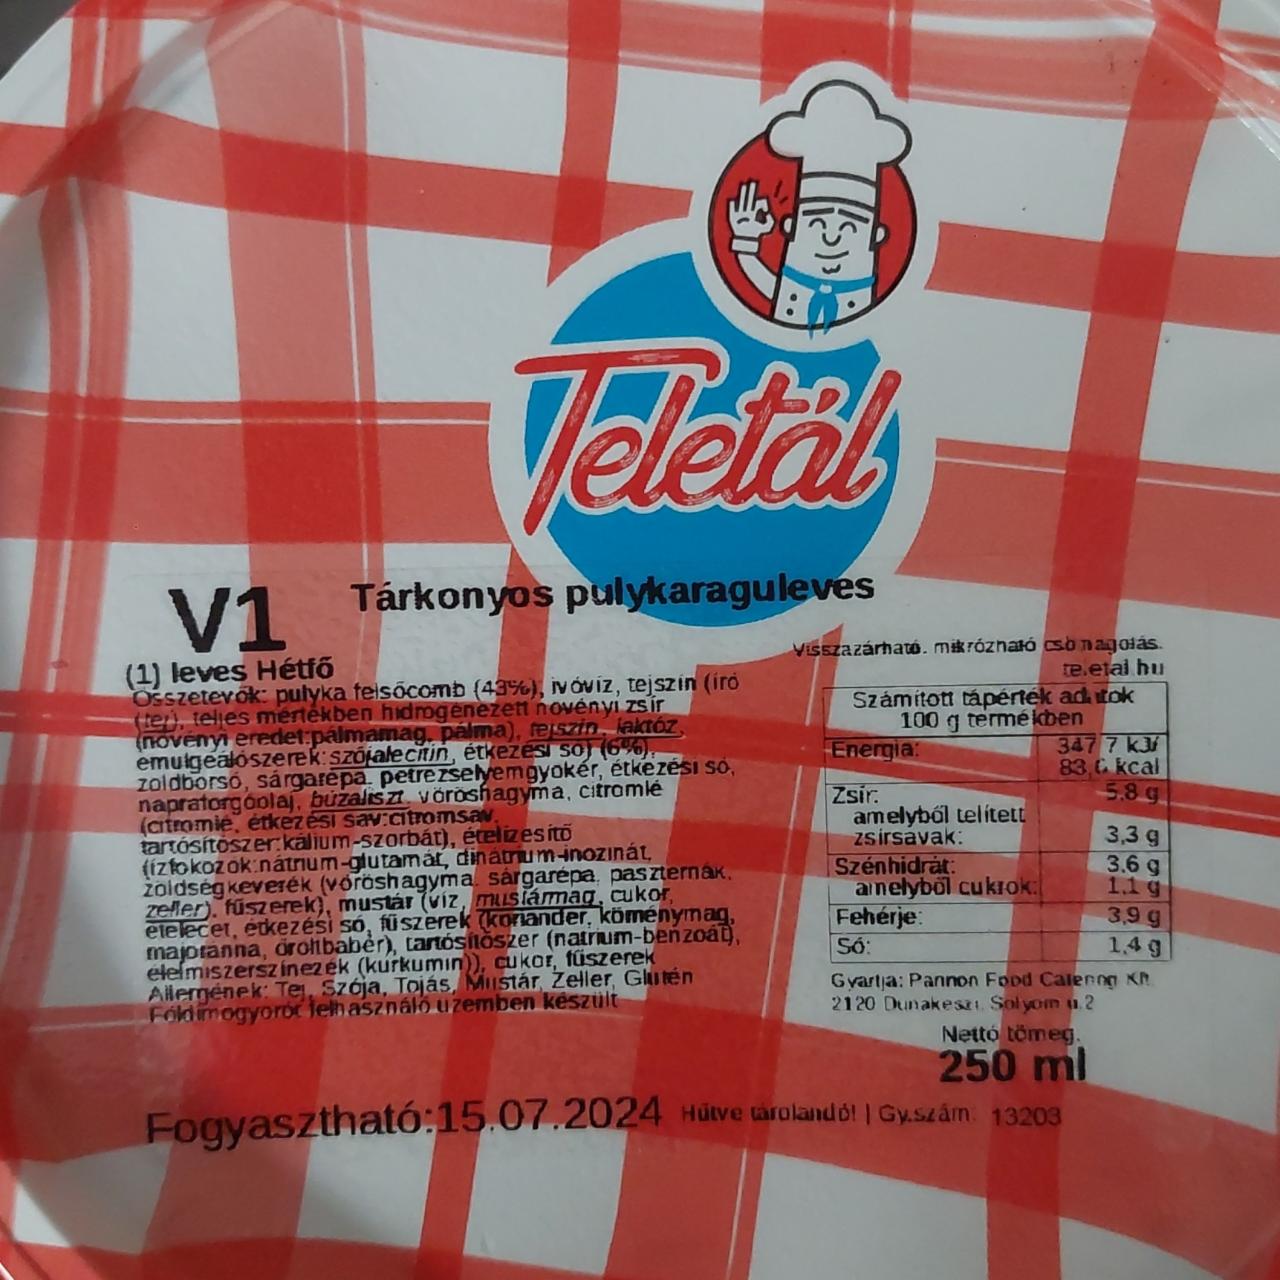 Teletál
V1
Tárkonyos pulykaraguleves
(1) leves Hétfő
Visszazárható, mikrózható csomagolás.
teletal.hu
Összetevők: pulyka felsőcomb (43%), ivóvíz, tejszín (író
(tej), teljes mértékben hidrogénezett növényi zsír
(növényi eredet:pálmamag, pálma), tejszín, laktóz,
emulgeálószerek:szójalecitin, étkezési só) (6%),
zöldborsó, sárgarépa, petrezselyemgyökér, étkezési só,
napraforgóolaj, búzaliszt, vöröshagyma, citromlé
(citromlé, étkezési sav:citromsav,
tartósítószer:kálium-szorbát), ételízesítő
(ízfokozók:nátrium-glutamát, dinátrium-inozinát,
zöldségkeverék (vöröshagyma, sárgarépa, paszternák,
zeller), fűszerek), mustár (víz, mustármag, cukor,
ételecet, étkezési só, fűszerek (koriander, köménymag,
majoranna, őröltbabér), tartósítószer (nátrium-benzoát),
élelmiszerszínezék (kurkumin)), cukor, fűszerek
Allergének: Tej, Szója, Tojás, Mustár, Zeller, Glutén
Földimogyorót felhasználó üzemben készült
Számított tápérték adatok
100 g termékben
Energia: 347,7 kJ/
kcal
Zsír: 5,8 g
amelyből telített
zsírsavak: 3,3 g
Szénhidrát: 3,6 g
amelyből cukrok: 1,1 g
Fehérje: 3,9 g
Só: 1,4 g
Gyártja: Pannon Food Catering Kft.
2120 Dunakeszi, Sólyom u.2
Nettó tömeg:
250 ml
Fogyasztható:15.07.2024 Hűtve tárolandó! | Gy.szám: 13203